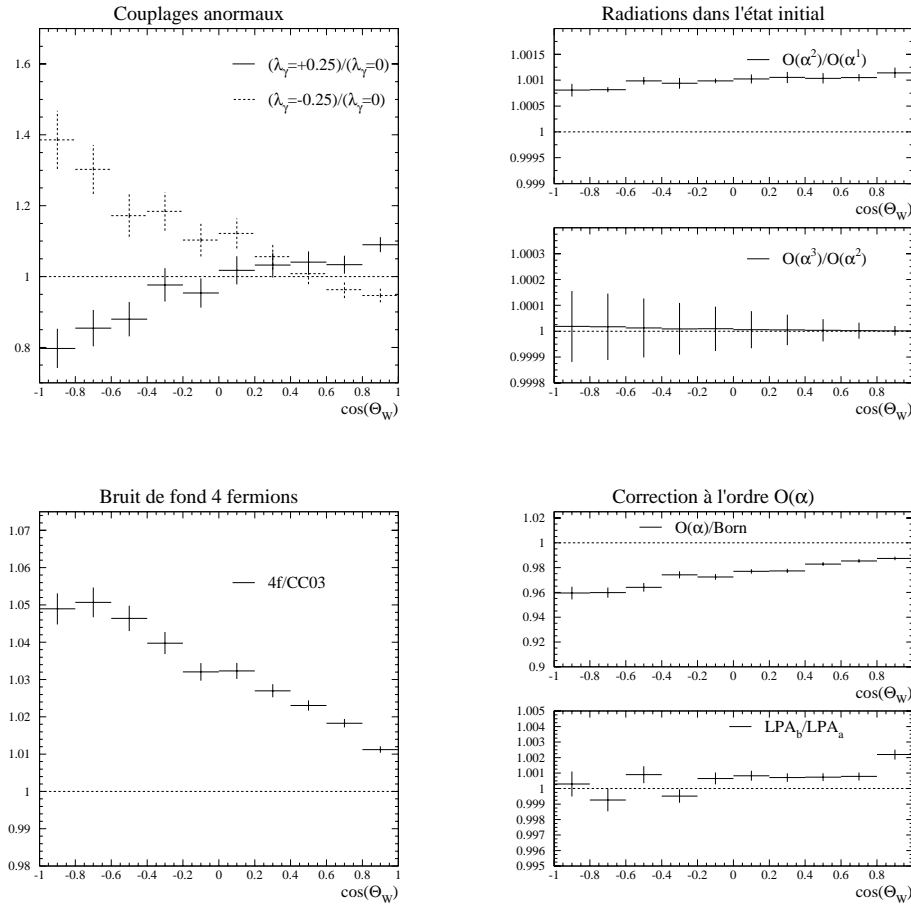 Couplages anormaux
(λγ=+0.25)/(λγ=0)
(λγ=-0.25)/(λγ=0)
1.6
1.4
1.2
1
0.8
-1 -0.8 -0.6 -0.4 -0.2 0 0.2 0.4 0.6 0.8 1
cos(ΘW)
Radiations dans l'état initial
O(α²)/O(α¹)
1.0015
1.001
1.0005
1
0.9995
0.999
-1 -0.8 -0.6 -0.4 -0.2 0 0.2 0.4 0.6 0.8 1
cos(ΘW)
O(α³)/O(α²)
1.0003
1.0002
1.0001
1
0.9999
0.9998
-1 -0.8 -0.6 -0.4 -0.2 0 0.2 0.4 0.6 0.8 1
cos(ΘW)
Bruit de fond 4 fermions
4f/CC03
1.07
1.06
1.05
1.04
1.03
1.02
1.01
1
0.99
0.98
-1 -0.8 -0.6 -0.4 -0.2 0 0.2 0.4 0.6 0.8 1
cos(ΘW)
Correction à l'ordre O(α)
O(α)/Born
1.02
1
0.98
0.96
0.94
0.92
0.9
-1 -0.8 -0.6 -0.4 -0.2 0 0.2 0.4 0.6 0.8 1
cos(ΘW)
LPAb/LPAa
1.005
1.004
1.003
1.002
1.001
1
0.999
0.998
0.997
0.996
0.995
-1 -0.8 -0.6 -0.4 -0.2 0 0.2 0.4 0.6 0.8 1
cos(ΘW)